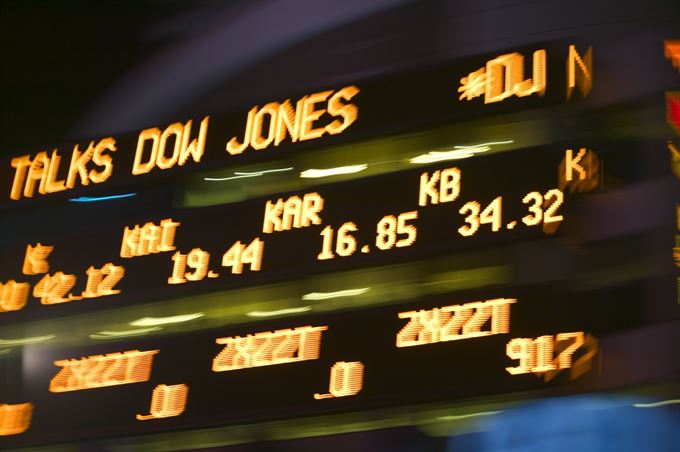 TALKS DOW JONES *DJ N
K KAI KAR KB K
42.12 19.44 16.85 34.32
ZXZZT ZXZZT ZXZZT
.0 .0 917